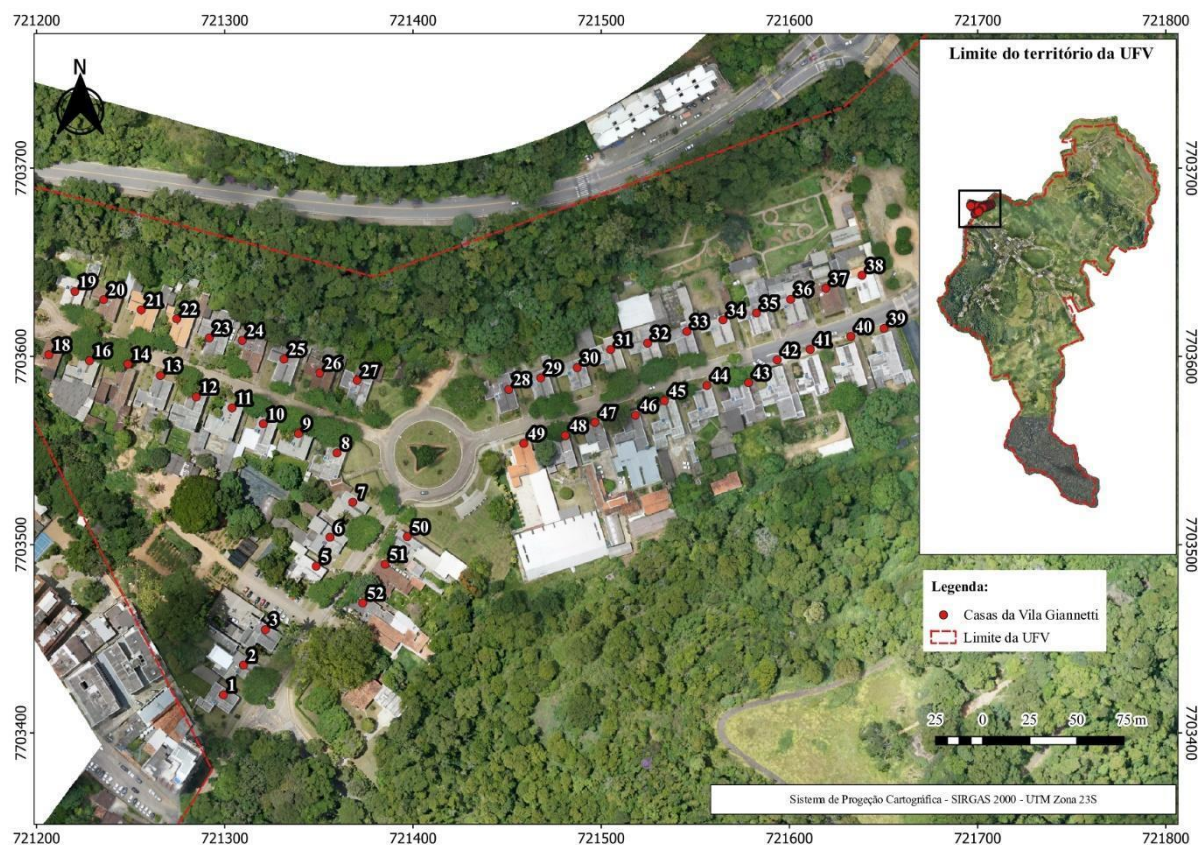 721200 721300 721400 721500 721600 721700 721800
Limite do território da UFV
N
7703700 7703700
38
37
36
19 35
20 34
21 33
22 32
23 24 31
18 16 25 30 39
14 26 29 40
13 27 28 41
7703600 7703600
12 42
11 43
10 44
9 45
8 46
47
48
49
7
50
6
7703500 7703500
5 51
52
3
2
1
Legenda:
Casas da Vila Giannetti
Limite da UFV
25 0 25 50 75 m
7703400 7703400
Sistema de Progeção Cartográfica - SIRGAS 2000 - UTM Zona 23S
721200 721300 721400 721500 721600 721700 721800